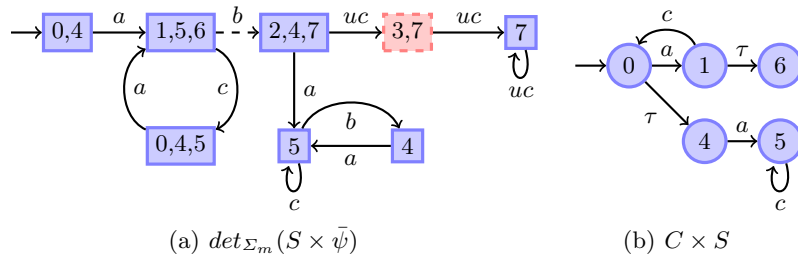 0,4 a 1,5,6 b 2,4,7 uc 3,7 uc 7
uc
a c
0,4,5
a
5 b 4
a
c
c
0 a 1 τ 6
τ
4 a 5
c
(a) det_{Σ_m}(S × ψ̄)
(b) C × S